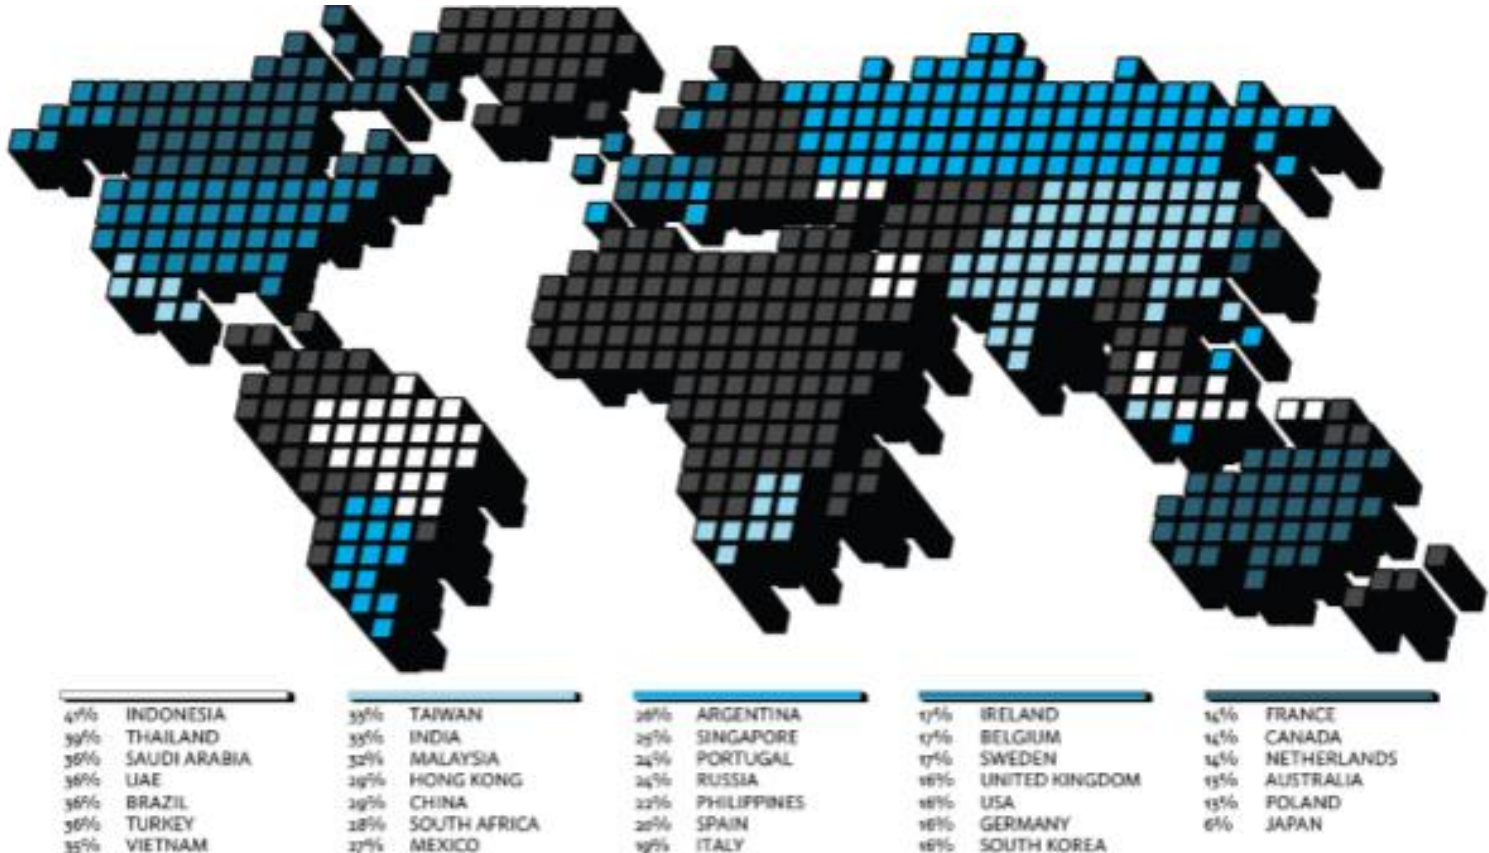 41% INDONESIA
39% THAILAND
36% SAUDI ARABIA
36% UAE
36% BRAZIL
36% TURKEY
35% VIETNAM
33% TAIWAN
33% INDIA
32% MALAYSIA
29% HONG KONG
29% CHINA
28% SOUTH AFRICA
27% MEXICO
26% ARGENTINA
25% SINGAPORE
24% PORTUGAL
24% RUSSIA
22% PHILIPPINES
20% SPAIN
19% ITALY
17% IRELAND
17% BELGIUM
17% SWEDEN
16% UNITED KINGDOM
16% USA
16% GERMANY
16% SOUTH KOREA
14% FRANCE
14% CANADA
14% NETHERLANDS
13% AUSTRALIA
13% POLAND
6% JAPAN